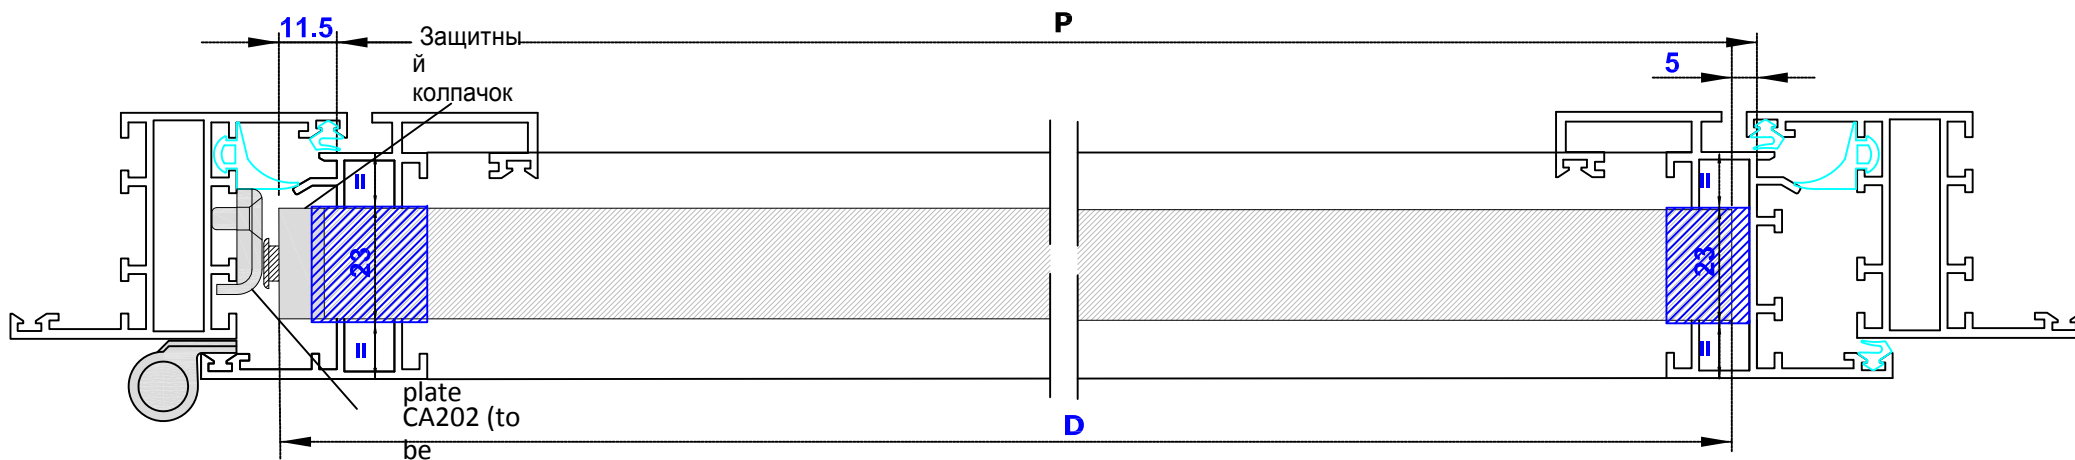 11.5
P
Защитны
й
колпачок
5
=
=
23
23
=
=
plate
CA202 (to
be
D